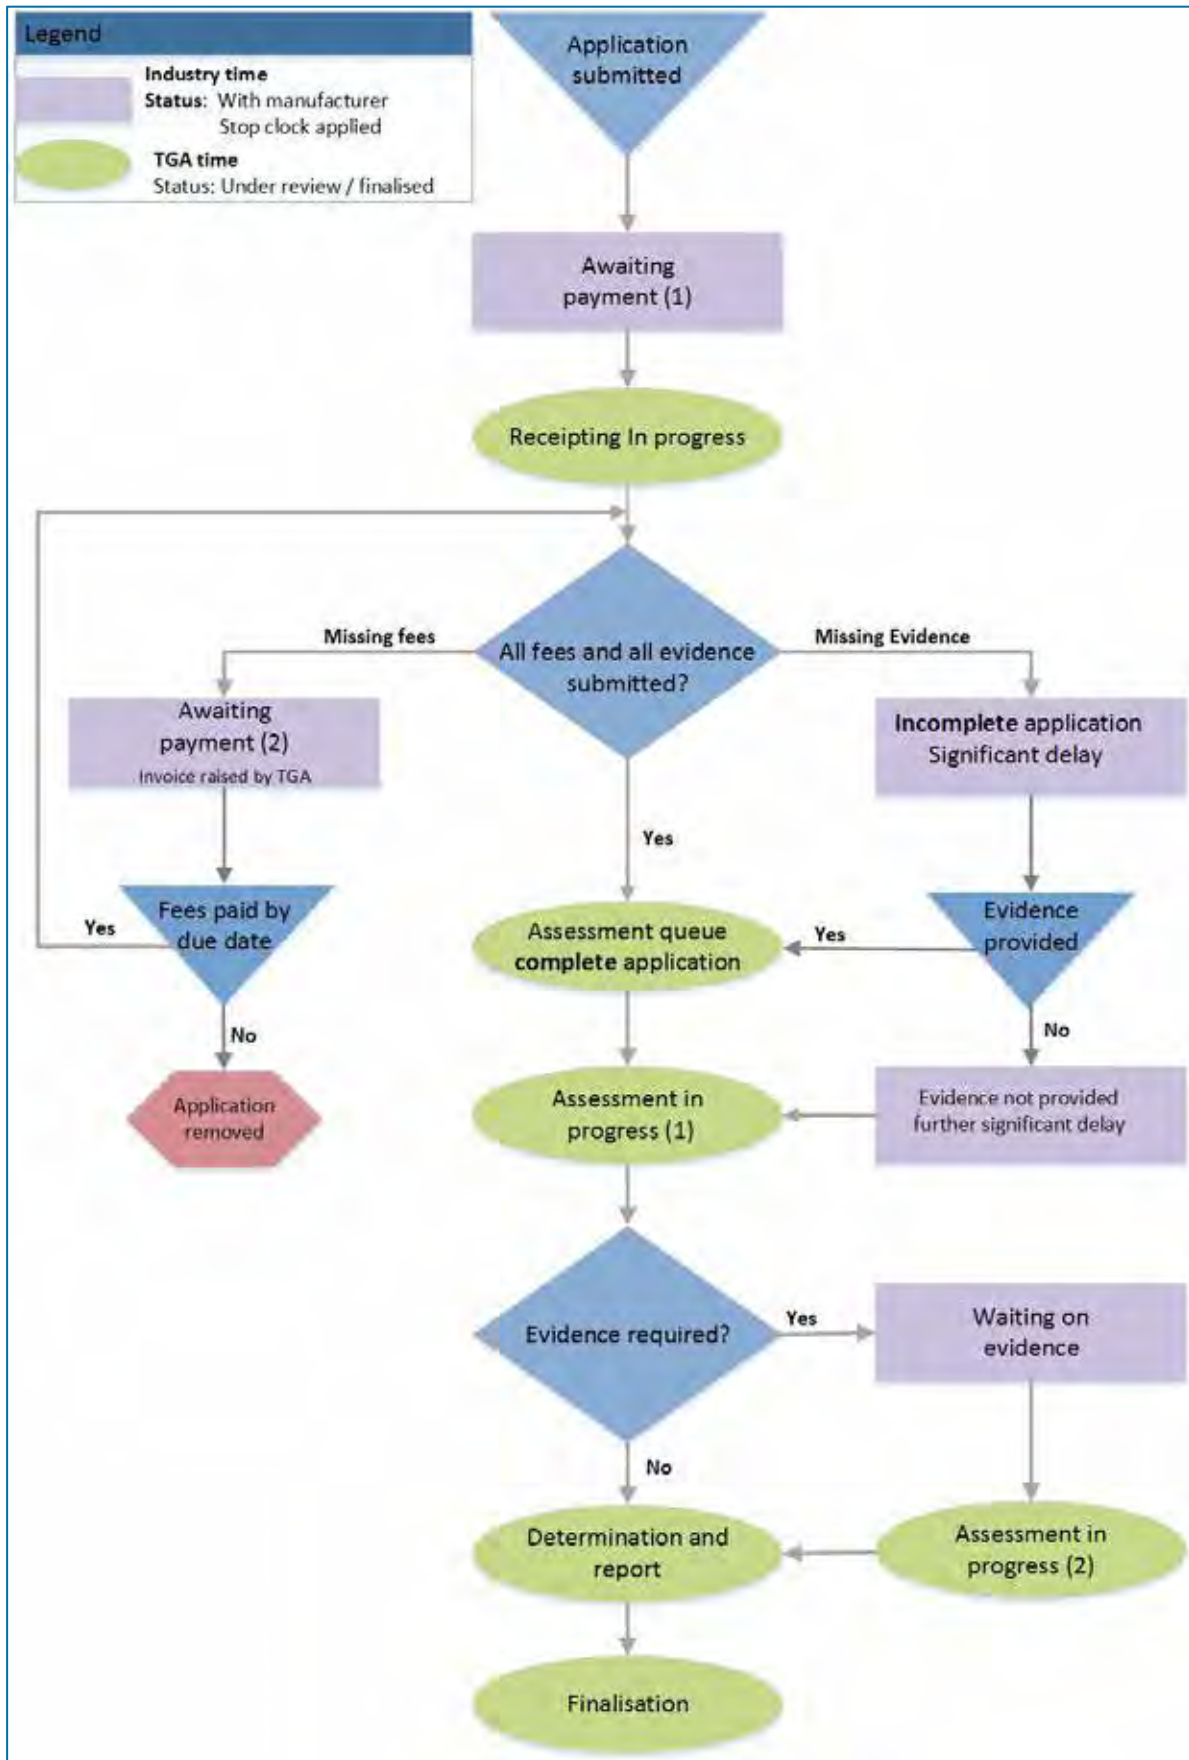 Legend
Industry time
Status: With manufacturer
Stop clock applied
TGA time
Status: Under review / finalised
Application
submitted
Awaiting
payment (1)
Receipting In progress
Missing fees
All fees and all evidence
submitted?
Missing Evidence
Awaiting
payment (2)
Invoice raised by TGA
Incomplete application
Significant delay
Yes
Fees paid by
due date
Yes
Assessment queue
complete application
Yes
Evidence
provided
No
No
Application
removed
Assessment in
progress (1)
Evidence not provided
further significant delay
Evidence required?
Yes
Waiting on
evidence
No
Determination and
report
Assessment in
progress (2)
Finalisation